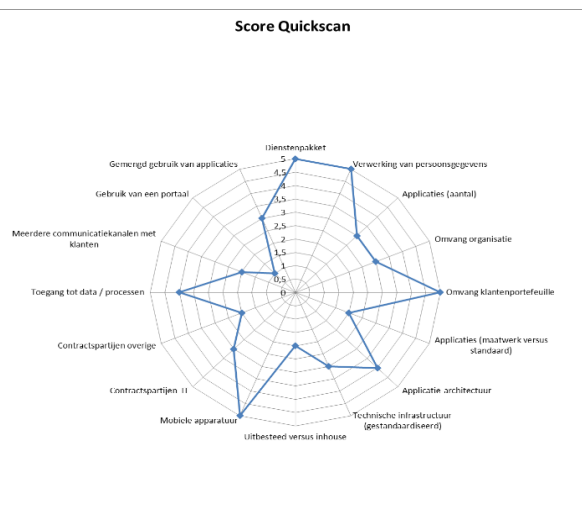 Score Quickscan
Dienstenpakket
Verwerking van persoonsgegevens
Applicaties (aantal)
Omvang organisatie
Omvang klantenportefeuille
Applicaties (maatwerk versus
standaard)
Applicatie architectuur
Technische infrastructuur
(gestandaardiseerd)
Uitbesteed versus inhouse
Mobiele apparatuur
Contractspartijen IT
Contractspartijen overige
Toegang tot data / processen
Meerdere communicatiekanalen met
klanten
Gebruik van een portaal
Gemengd gebruik van applicaties
5
4,5
4
3,5
3
2,5
2
1,5
1
0,5
0